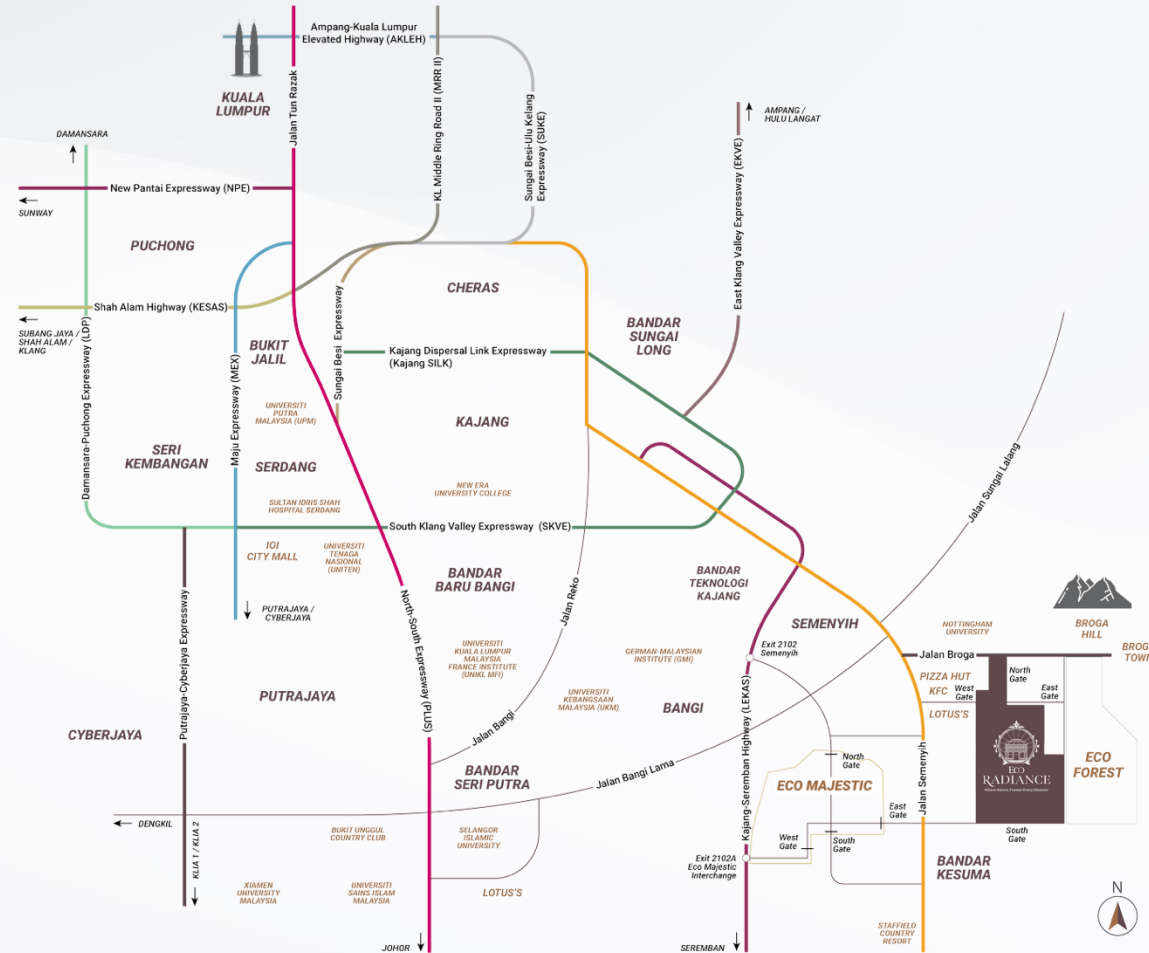 Ampang-Kuala Lumpur
Elevated Highway (AKLEH)
KUALA
LUMPUR
Jalan Tun Razak
KL Middle Ring Road II (MRR II)
Sungai Besi-Ulu Kelang
Expressway (SUKE)
AMPANG /
HULU LANGAT
East Klang Valley Expressway (EKVE)
DAMANSARA
New Pantai Expressway (NPE)
SUNWAY
PUCHONG
Shah Alam Highway (KESAS)
SUBANG JAYA /
SHAH ALAM /
KLANG
Damansara-Puchong Expressway (LDP)
Maju Expressway (MEX)
BUKIT
JALIL
Sungai Besi Expressway
CHERAS
BANDAR
SUNGAI
LONG
Kajang Dispersal Link Expressway
(Kajang SILK)
UNIVERSITI
PUTRA
MALAYSIA (UPM)
KAJANG
SERI
KEMBANGAN
SERDANG
SULTAN IDRIS SHAH
HOSPITAL SERDANG
NEW ERA
UNIVERSITY COLLEGE
Jalan Sungai Lalang
South Klang Valley Expressway (SKVE)
IOI
CITY MALL
UNIVERSITI
TENAGA
NASIONAL
(UNITEN)
BANDAR
BARU BANGI
Jalan Reko
BANDAR
TEKNOLOGI
KAJANG
PUTRAJAYA /
CYBERJAYA
Putrajaya-Cyberjaya Expressway
North-South Expressway (PLUS)
SEMENYIH
NOTTINGHAM
UNIVERSITY
BROGA
HILL
BROGA
TOWN
UNIVERSITI
KUALA LUMPUR
MALAYSIA
FRANCE INSTITUTE
(UNIKL MFI)
GERMAN-MALAYSIAN
INSTITUTE (GMI)
Exit 2102
Semenyih
Jalan Broga
PIZZA HUT
KFC
LOTUS'S
West
Gate
North
Gate
East
Gate
PUTRAJAYA
UNIVERSITI
KEBANGSAAN
MALAYSIA (UKM)
BANGI
Kajang-Seremban Highway (LEKAS)
CYBERJAYA
Jalan Bangi
Jalan Bangi Lama
BANDAR
SERI PUTRA
North
Gate
ECO MAJESTIC
East
Gate
West
Gate
South
Gate
Jalan Semenyih
ECO
RADIANCE
ECO
FOREST
South
Gate
DENGKIL
KLIA 1 / KLIA 2
BUKIT UNGGUL
COUNTRY CLUB
SELANGOR
ISLAMIC
UNIVERSITY
Exit 2102A
Eco Majestic
Interchange
BANDAR
KESUMA
XIAMEN
UNIVERSITY
MALAYSIA
UNIVERSITI
SAINS ISLAM
MALAYSIA
LOTUS'S
STAFFIELD
COUNTRY
RESORT
N
JOHOR
SEREMBAN